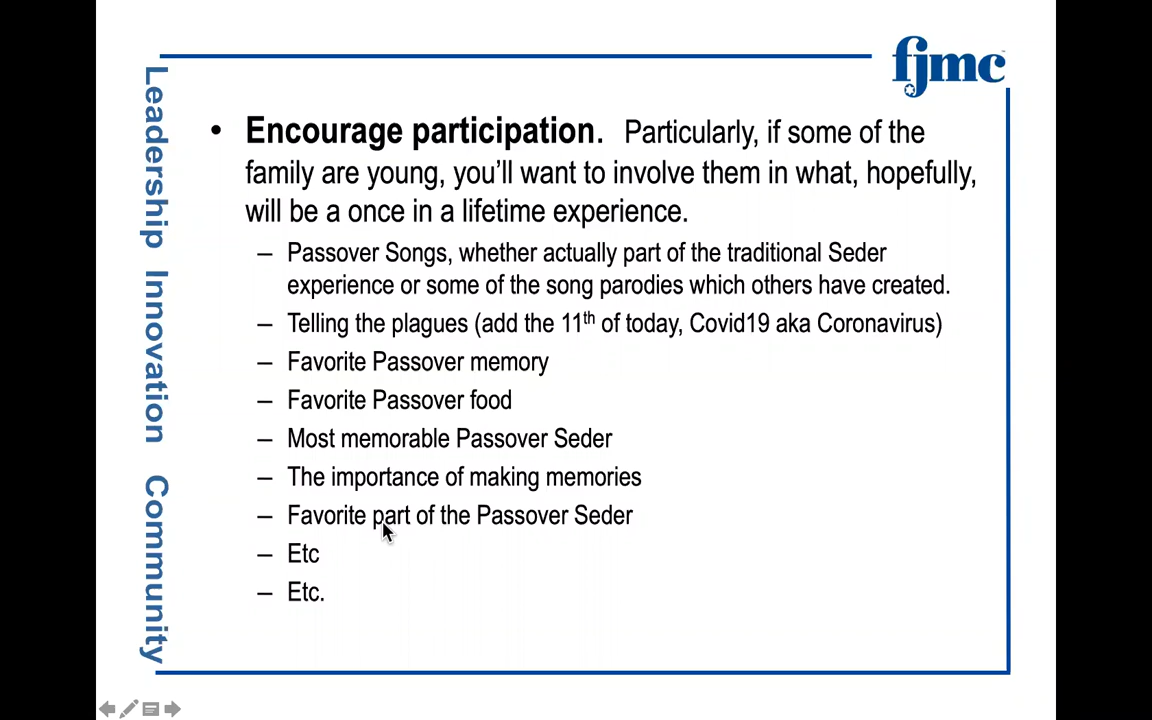 fjmc
Leadership Innovation Community
• Encourage participation. Particularly, if some of the
family are young, you'll want to involve them in what, hopefully,
will be a once in a lifetime experience.
– Passover Songs, whether actually part of the traditional Seder
experience or some of the song parodies which others have created.
– Telling the plagues (add the 11th of today, Covid19 aka Coronavirus)
– Favorite Passover memory
– Favorite Passover food
– Most memorable Passover Seder
– The importance of making memories
– Favorite part of the Passover Seder
– Etc
– Etc.